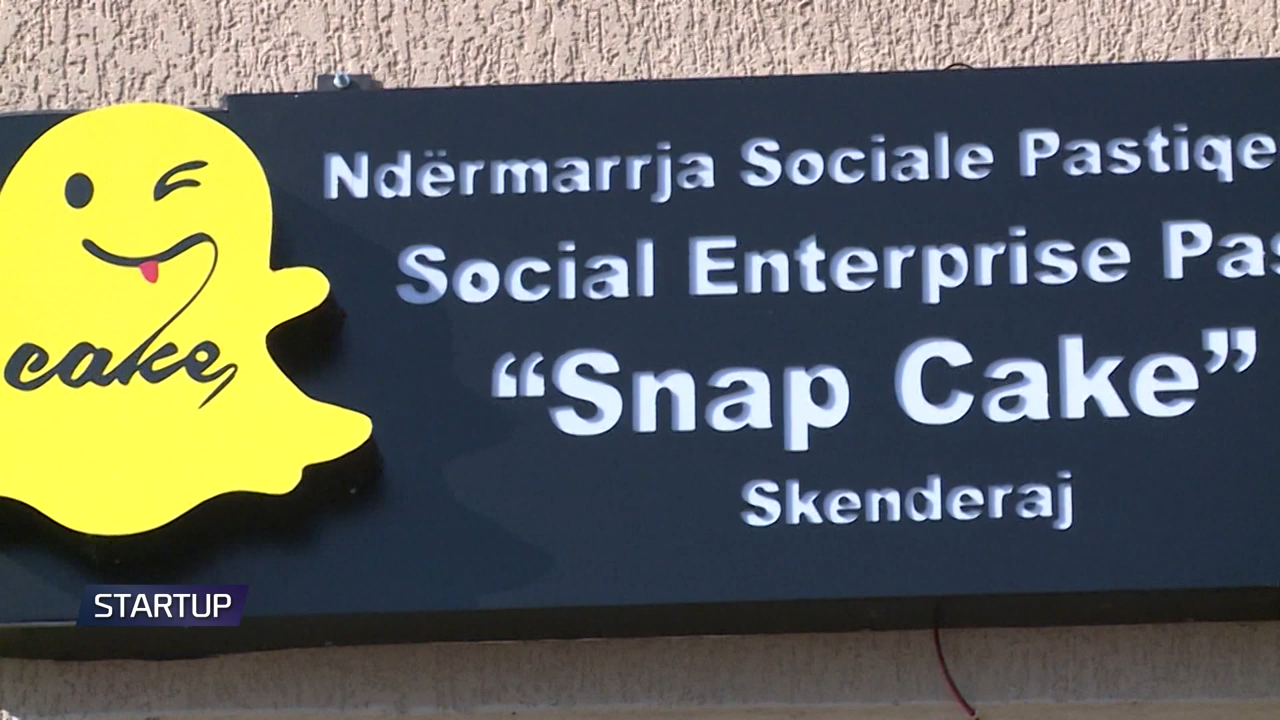 Ndërmarrja Sociale Pastiqe
Social Enterprise Pas
“Snap Cake”
Skenderaj
cake
STARTUP